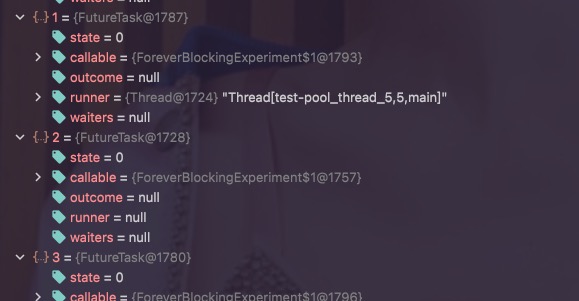 {...} 1 = {FutureTask@1787}
state = 0
callable = {ForeverBlockingExperiment$1@1793}
outcome = null
runner = {Thread@1724} "Thread[test-pool_thread_5,5,main]"
waiters = null
{...} 2 = {FutureTask@1728}
state = 0
callable = {ForeverBlockingExperiment$1@1757}
outcome = null
runner = null
waiters = null
{...} 3 = {FutureTask@1780}
state = 0
callable = {ForeverBlockingExperiment$1@1796}